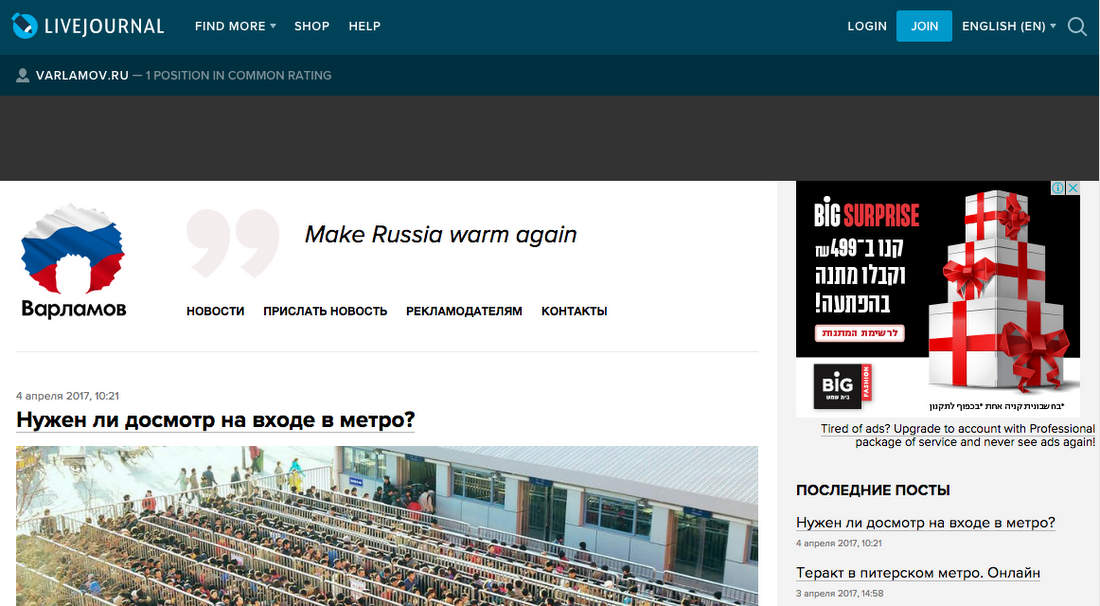 LIVEJOURNAL
FIND MORE
SHOP
HELP
LOGIN
JOIN
ENGLISH (EN)
VARLAMOV.RU — 1 POSITION IN COMMON RATING
Варламов
Make Russia warm again
НОВОСТИ
ПРИСЛАТЬ НОВОСТЬ
РЕКЛАМОДАТЕЛЯМ
КОНТАКТЫ
4 апреля 2017, 10:21
Нужен ли досмотр на входе в метро?
BIG SURPRISE
קנו ב־499 ש״ח
וקבלו מתנה
בהפתעה!
לרשימת המתנות
BIG
FASHION
בית שמש
*בחשבונית קניה אחת *בכפוף לתקנון
Tired of ads? Upgrade to account with Professional
package of service and never see ads again!
ПОСЛЕДНИЕ ПОСТЫ
Нужен ли досмотр на входе в метро?
4 апреля 2017, 10:21
Теракт в питерском метро. Онлайн
3 апреля 2017, 14:58